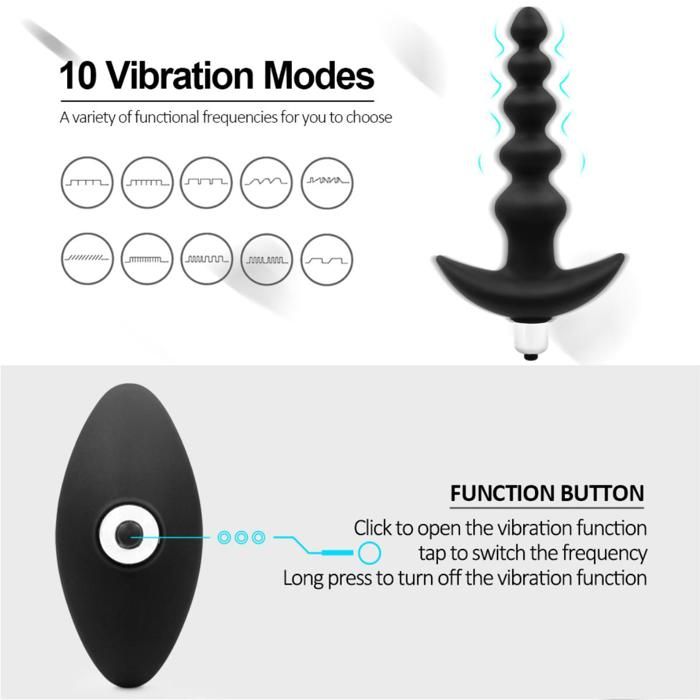 10 Vibration Modes
A variety of functional frequencies for you to choose
FUNCTION BUTTON
Click to open the vibration function
tap to switch the frequency
Long press to turn off the vibration function